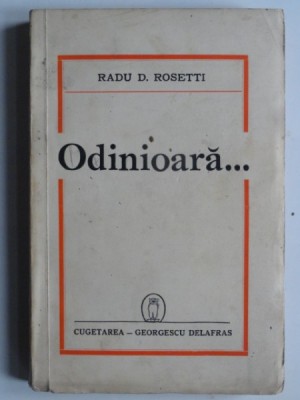 RADU D. ROSETTI
Odinioară...
CUGETAREA — GEORGESCU DELAFRAS